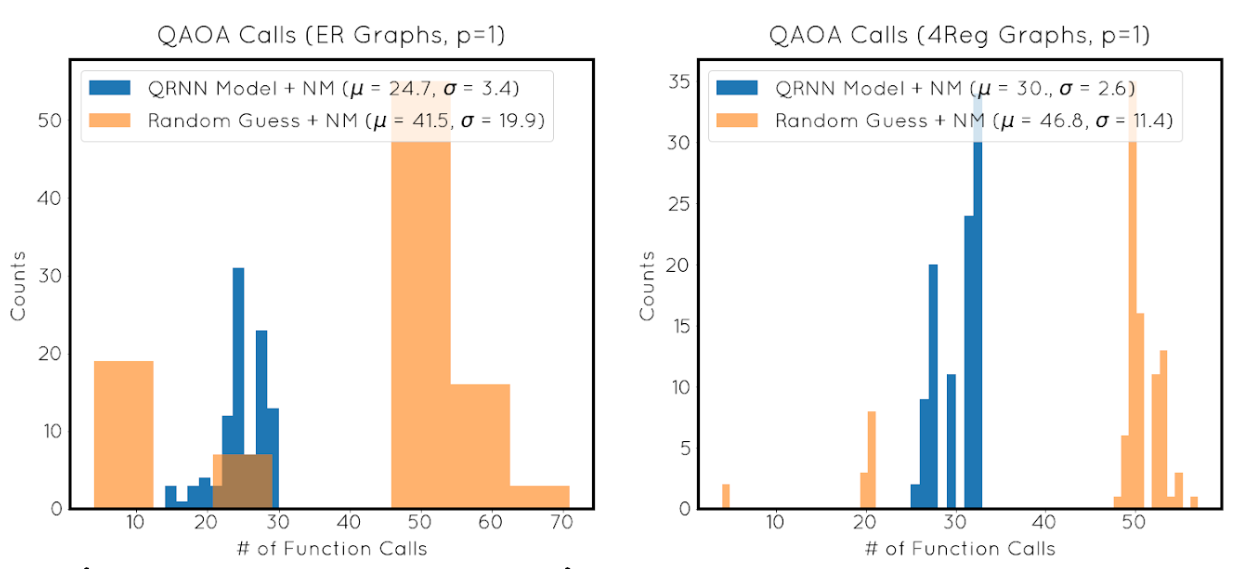 QAOA Calls (ER Graphs, p=1)
QRNN Model + NM (μ = 24.7, σ = 3.4)
Random Guess + NM (μ = 41.5, σ = 19.9)
50
40
30
20
10
0
Counts
10 20 30 40 50 60 70
# of Function Calls
QAOA Calls (4Reg Graphs, p=1)
QRNN Model + NM (μ = 30., σ = 2.6)
Random Guess + NM (μ = 46.8, σ = 11.4)
35
30
25
20
15
10
5
0
Counts
10 20 30 40 50
# of Function Calls